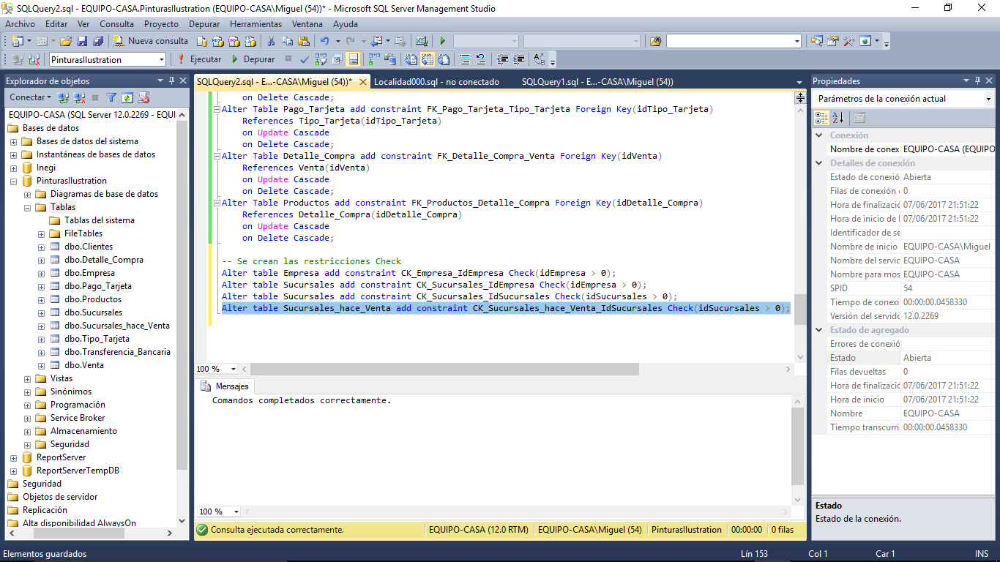 SQLQuery2.sql - EQUIPO-CASA.PinturasIlustration (EQUIPO-CASA\Miguel (54))* - Microsoft SQL Server Management Studio
Archivo Editar Ver Consulta Proyecto Depurar Herramientas Ventana Ayuda
Nueva consulta
PinturasIlustration Ejecutar Depurar
Explorador de objetos
Conectar
EQUIPO-CASA (SQL Server 12.0.2269 - EQUI
Bases de datos
Bases de datos del sistema
Instantáneas de bases de datos
Inegi
PinturasIlustration
Diagramas de base de datos
Tablas
Tablas del sistema
FileTables
dbo.Clientes
dbo.Detalle_Compra
dbo.Empresa
dbo.Pago_Tarjeta
dbo.Productos
dbo.Sucursales
dbo.Sucursales_hace_Venta
dbo.Tipo_Tarjeta
dbo.Transferencia_Bancaria
dbo.Venta
Vistas
Sinónimos
Programación
Service Broker
Almacenamiento
Seguridad
ReportServer
ReportServerTempDB
Seguridad
Objetos de servidor
Replicación
Alta disponibilidad AlwaysOn
SQLQuery2.sql - E...-CASA\Miguel (54))* Localidad000.sql - no conectado SQLQuery1.sql - E...-CASA\Miguel (54))
on Delete Cascade;
Alter Table Pago_Tarjeta add constraint FK_Pago_Tarjeta_Tipo_Tarjeta Foreign Key(idTipo_Tarjeta)
References Tipo_Tarjeta(idTipo_Tarjeta)
on Update Cascade
on Delete Cascade;
Alter Table Detalle_Compra add constraint FK_Detalle_Compra_Venta Foreign Key(idVenta)
References Venta(idVenta)
on Update Cascade
on Delete Cascade;
Alter Table Productos add constraint FK_Productos_Detalle_Compra Foreign Key(idDetalle_Compra)
References Detalle_Compra(idDetalle_Compra)
on Update Cascade
on Delete Cascade;
-- Se crean las restricciones Check
Alter table Empresa add constraint CK_Empresa_IdEmpresa Check(idEmpresa > 0);
Alter table Sucursales add constraint CK_Sucursales_IdEmpresa Check(idEmpresa > 0);
Alter table Sucursales add constraint CK_Sucursales_IdSucursales Check(idSucursales > 0);
Alter table Sucursales_hace_Venta add constraint CK_Sucursales_hace_Venta_IdSucursales Check(idSucursales > 0);
100 %
Mensajes
Comandos completados correctamente.
100 %
Consulta ejecutada correctamente. EQUIPO-CASA (12.0 RTM) EQUIPO-CASA\Miguel (54) PinturasIlustration 00:00:00 0 filas
Propiedades
Parámetros de la conexión actual
Conexión
Nombre de conex EQUIPO-CASA (EQUIPO
Detalles de conexión
Estado de conexió Abierta
Filas de conexión 0
Hora de finalizació 07/06/2017 21:51:22
Hora de inicio de l 07/06/2017 21:51:22
Identificador de se
Nombre de inicio EQUIPO-CASA\Miguel
Nombre del servid EQUIPO-CASA
Nombre para mos EQUIPO-CASA
SPID 54
Tiempo de conexi 00:00:00.0458330
Versión del servido 12.0.2269
Estado de agregado
Errores de conexió
Estado Abierta
Filas devueltas 0
Hora de finalizació 07/06/2017 21:51:22
Hora de inicio 07/06/2017 21:51:22
Nombre EQUIPO-CASA
Tiempo transcurri 00:00:00.0458330
Estado
Estado de la conexión.
Elementos guardados Lín 153 Col 1 Car 1 INS